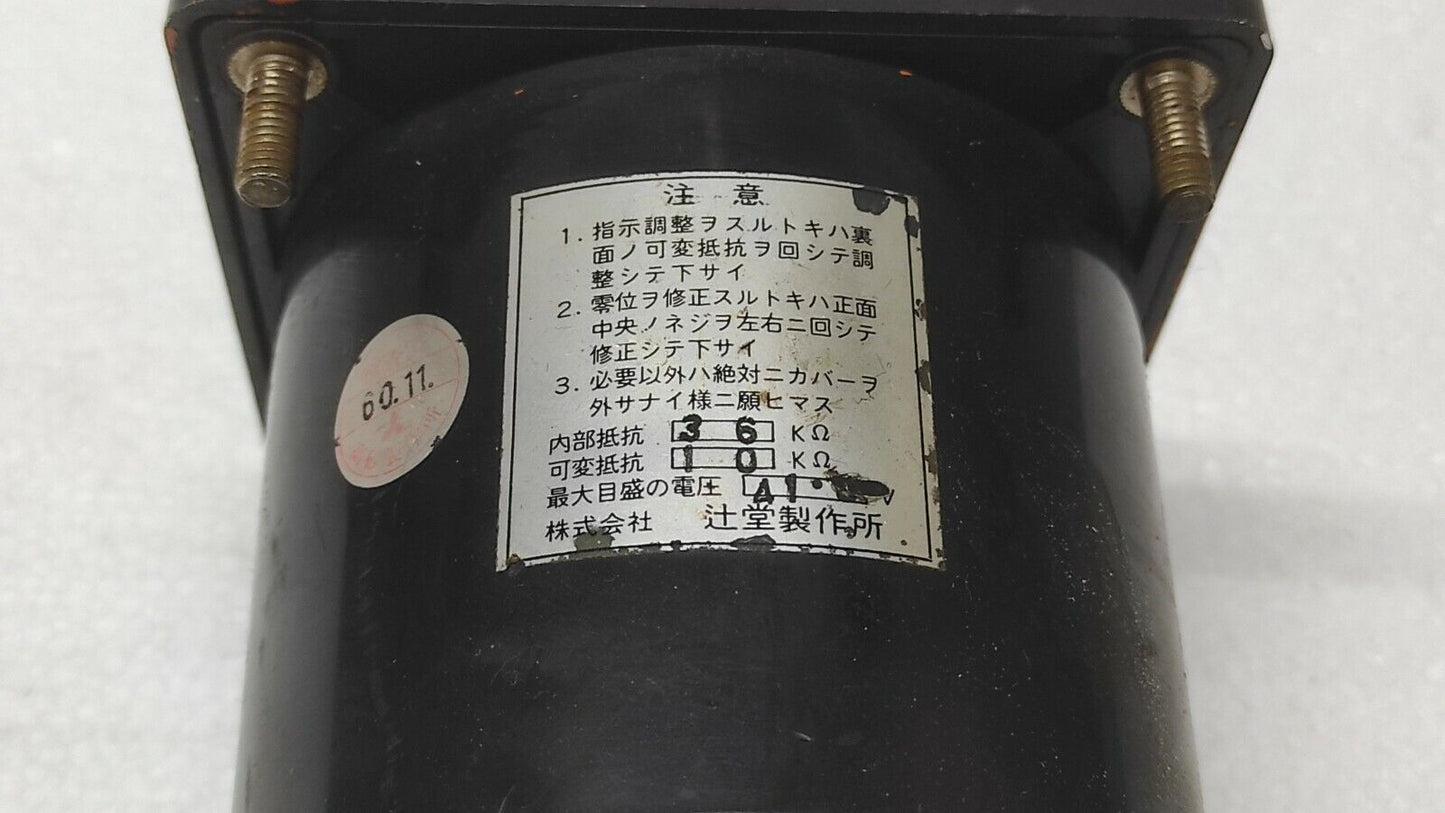 注 意
1. 指示調整ヲスルトキハ裏
面ノ可変抵抗ヲ回シテ調
整シテ下サイ
2. 零位ヲ修正スルトキハ正面
中央ノネジヲ左右ニ回シテ
修正シテ下サイ
3. 必要以外ハ絶対ニカバーヲ
外サナイ様ニ願ヒマス
内部抵抗 36 KΩ
可変抵抗 10 KΩ
最大目盛の電圧 V
株式会社 辻堂製作所
60.11.